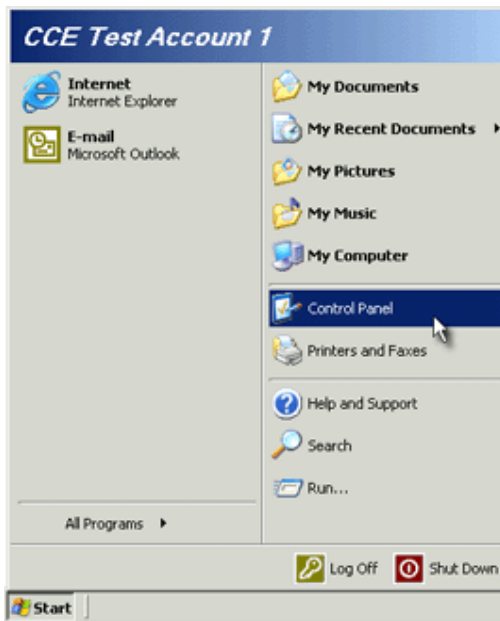 CCE Test Account 1
Internet
Internet Explorer
E-mail
Microsoft Outlook
All Programs
My Documents
My Recent Documents
My Pictures
My Music
My Computer
Control Panel
Printers and Faxes
Help and Support
Search
Run...
Log Off
Shut Down
Start